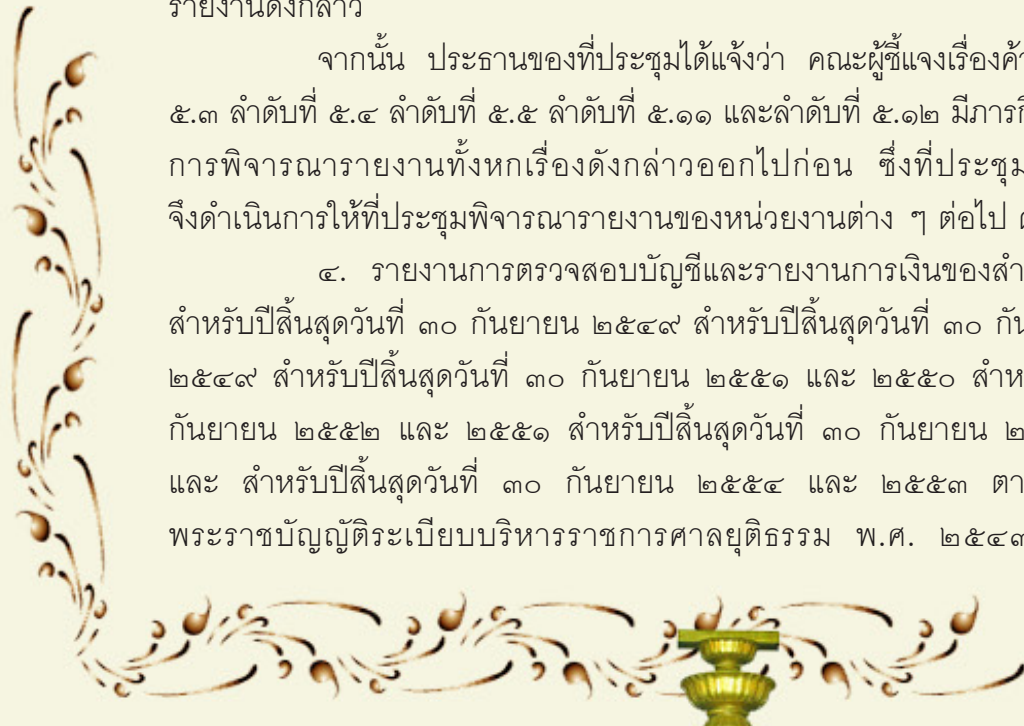 รายงานดังกล่าว
จากนั้น ประธานของที่ประชุมได้แจ้งว่า คณะผู้ชี้แจงเรื่องค้า
๕.๓ ลำดับที่ ๕.๔ ลำดับที่ ๕.๕ ลำดับที่ ๕.๑๑ และลำดับที่ ๕.๑๒ มีภารกิ
การพิจารณารายงานทั้งหกเรื่องดังกล่าวออกไปก่อน ซึ่งที่ประชุม
จึงดำเนินการให้ที่ประชุมพิจารณารายงานของหน่วยงานต่าง ๆ ต่อไป
๔. รายงานการตรวจสอบบัญชีและรายงานการเงินของสำ
สำหรับปีสิ้นสุดวันที่ ๓๐ กันยายน ๒๕๔๙ สำหรับปีสิ้นสุดวันที่ ๓๐ กัน
๒๕๔๙ สำหรับปีสิ้นสุดวันที่ ๓๐ กันยายน ๒๕๕๑ และ ๒๕๕๐ สำห
กันยายน ๒๕๕๒ และ ๒๕๕๑ สำหรับปีสิ้นสุดวันที่ ๓๐ กันยายน ๒
และ สำหรับปีสิ้นสุดวันที่ ๓๐ กันยายน ๒๕๕๔ และ ๒๕๕๓ ตา
พระราชบัญญัติระเบียบบริหารราชการศาลยุติธรรม พ.ศ. ๒๕๔๓